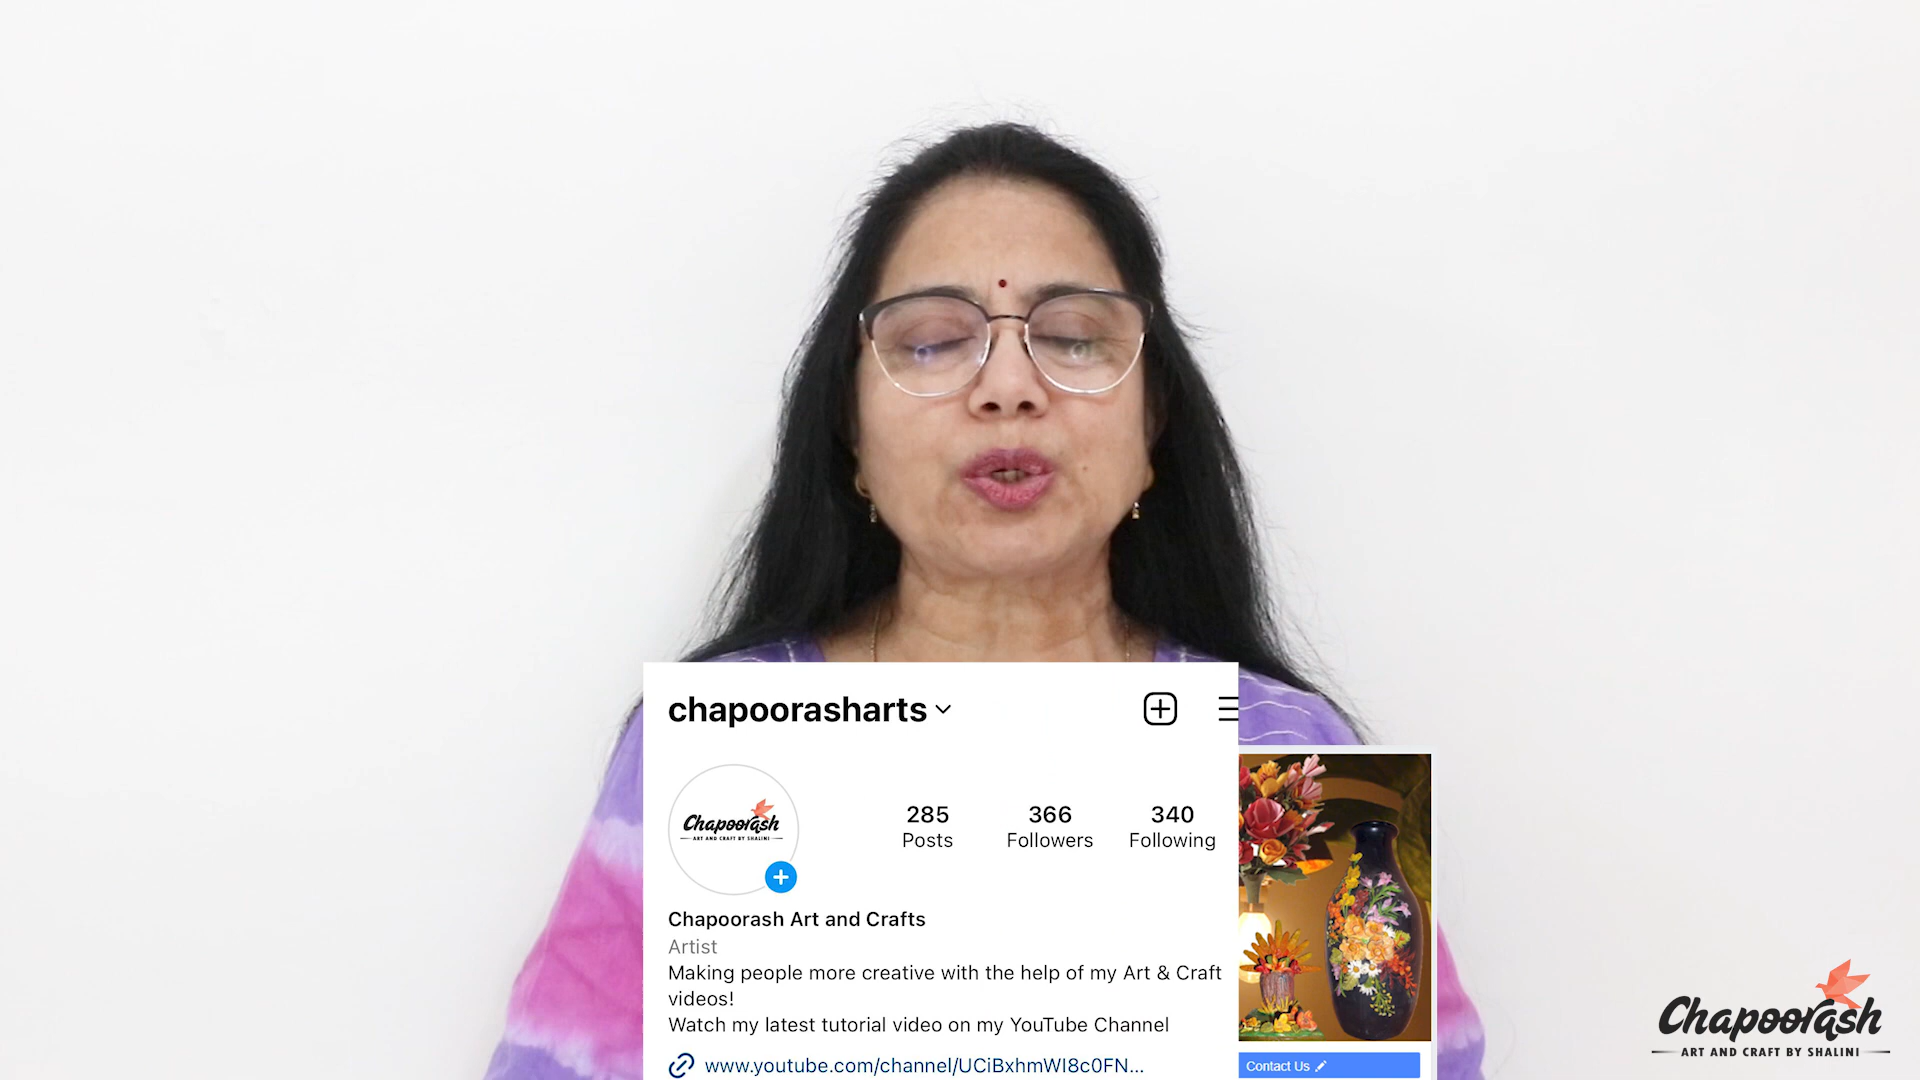 chapoorasharts
Chapoorash
ART AND CRAFT BY SHALINI
285
Posts
366
Followers
340
Following
Chapoorash Art and Crafts
Artist
Making people more creative with the help of my Art & Craft
videos!
Watch my latest tutorial video on my YouTube Channel
www.youtube.com/channel/UCiBxhmWI8c0FN...
Contact Us
Chapoorash
ART AND CRAFT BY SHALINI